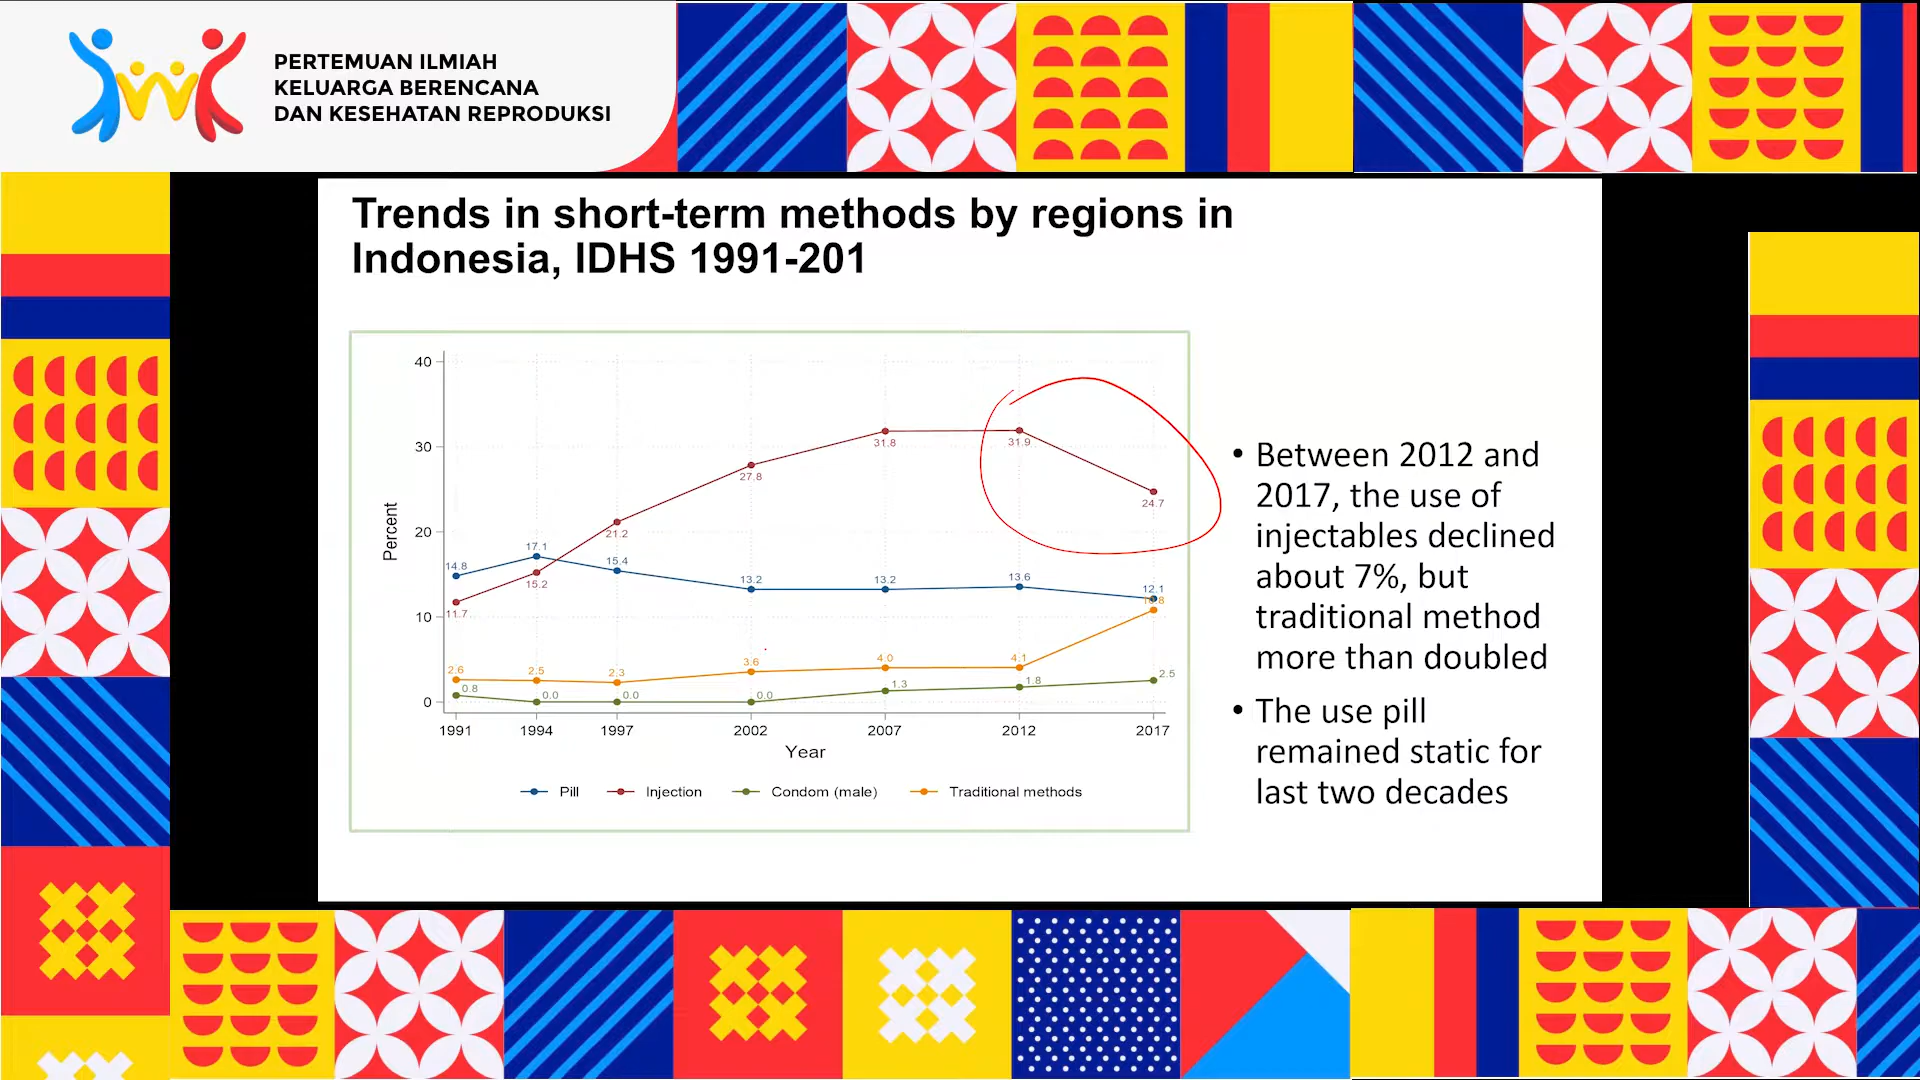 PERTEMUAN ILMIAH
KELUARGA BERENCANA
DAN KESEHATAN REPRODUKSI
Trends in short-term methods by regions in
Indonesia, IDHS 1991-201
40
30
20
10
0
Percent
14.8
17.1
15.4
13.2
13.2
13.6
12.1
11.7
15.2
21.2
27.8
31.8
31.9
24.7
2.6
2.5
2.3
3.6
4.0
4.1
10.8
0.8
0.0
0.0
0.0
1.3
1.8
2.5
1991 1994 1997 2002 2007 2012 2017
Year
Pill Injection Condom (male) Traditional methods
• Between 2012 and
2017, the use of
injectables declined
about 7%, but
traditional method
more than doubled
• The use pill
remained static for
last two decades